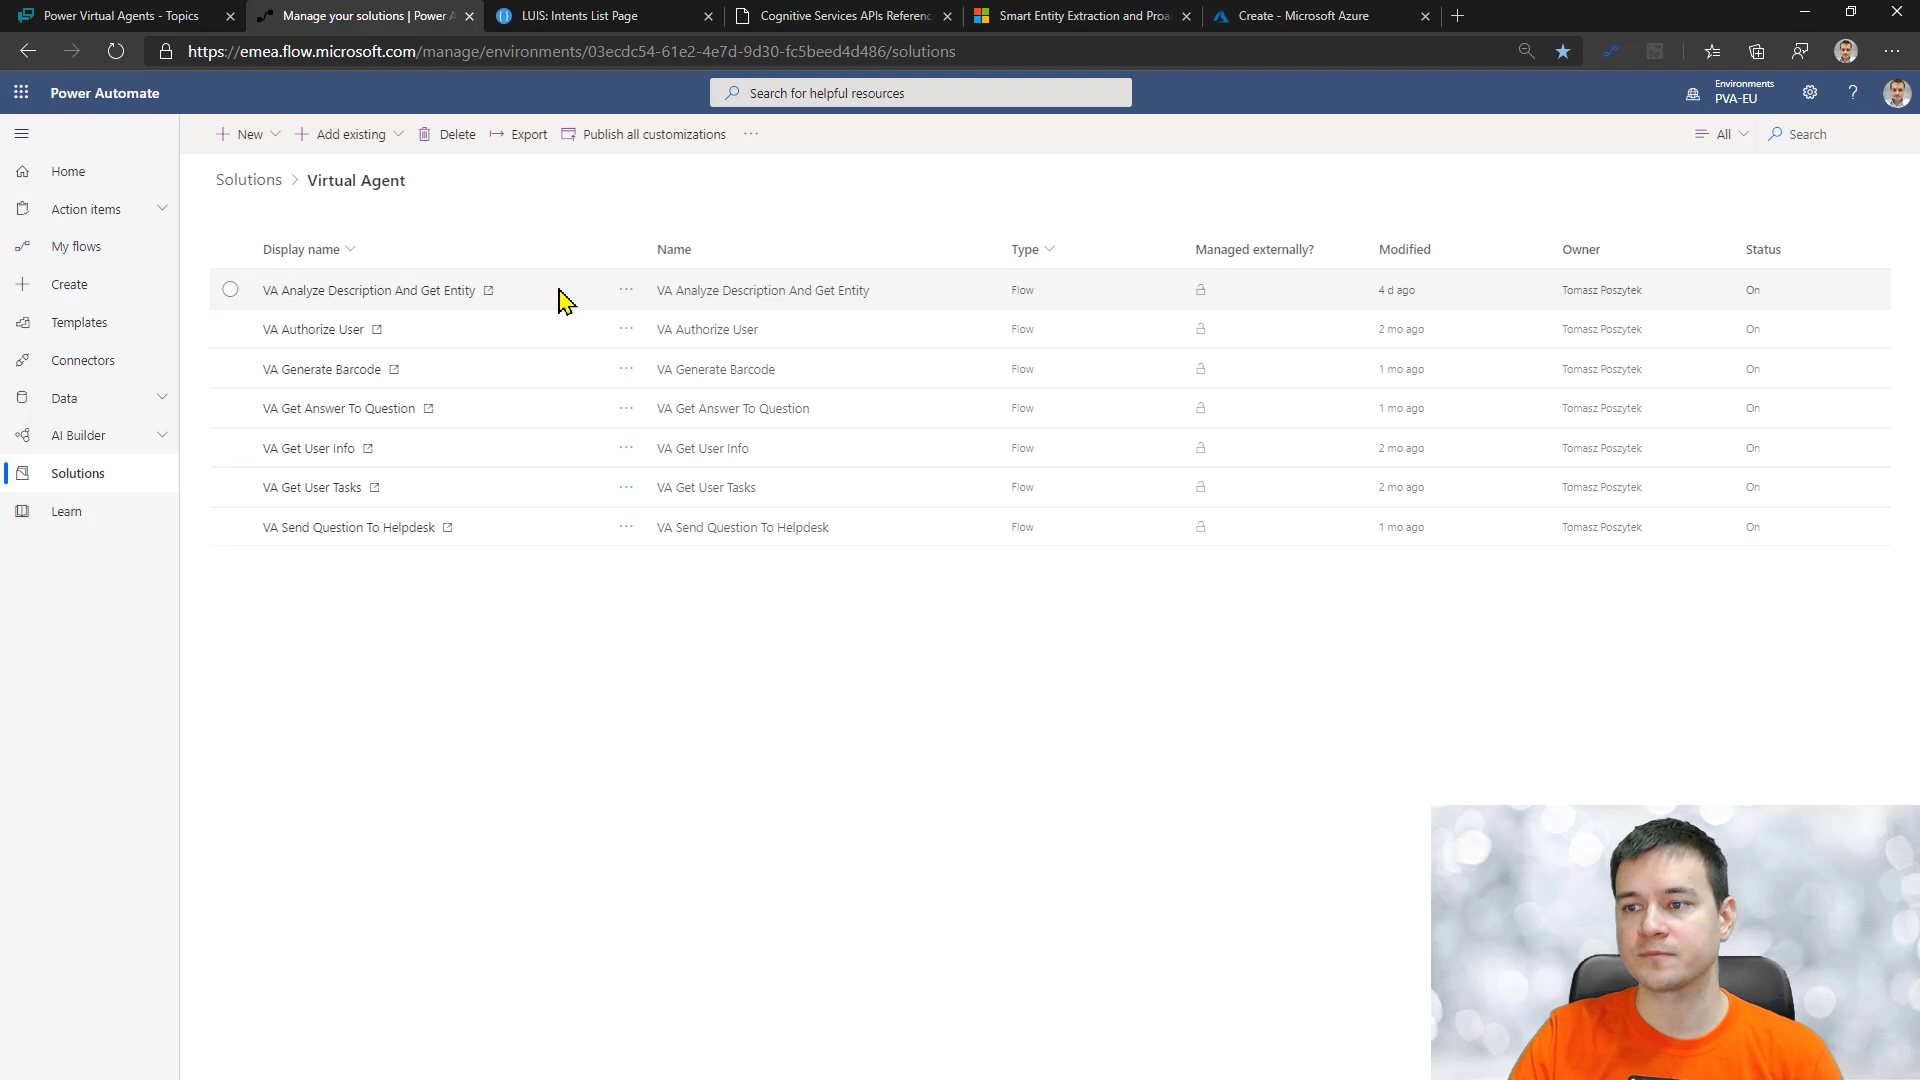 Power Virtual Agents - Topics
Manage your solutions | Power A
LUIS: Intents List Page
Cognitive Services APIs Referenc
Smart Entity Extraction and Proa
Create - Microsoft Azure
https://emea.flow.microsoft.com/manage/environments/03ecdc54-61e2-4e7d-9d30-fc5beed4d486/solutions
Power Automate
Search for helpful resources
Environments
PVA-EU
New
Add existing
Delete
Export
Publish all customizations
All
Search
Home
Action items
My flows
Create
Templates
Connectors
Data
AI Builder
Solutions
Learn
Solutions > Virtual Agent
Display name Name Type Managed externally? Modified Owner Status
VA Analyze Description And Get Entity VA Analyze Description And Get Entity Flow 4 d ago Tomasz Poszytek On
VA Authorize User VA Authorize User Flow 2 mo ago Tomasz Poszytek On
VA Generate Barcode VA Generate Barcode Flow 1 mo ago Tomasz Poszytek On
VA Get Answer To Question VA Get Answer To Question Flow 1 mo ago Tomasz Poszytek On
VA Get User Info VA Get User Info Flow 2 mo ago Tomasz Poszytek On
VA Get User Tasks VA Get User Tasks Flow 2 mo ago Tomasz Poszytek On
VA Send Question To Helpdesk VA Send Question To Helpdesk Flow 1 mo ago Tomasz Poszytek On